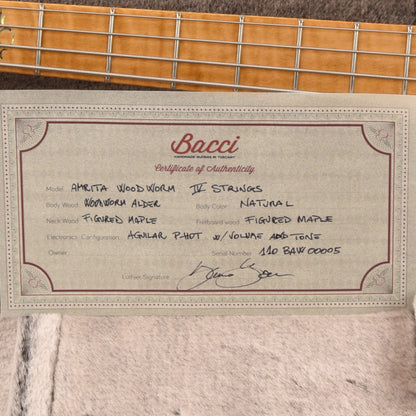 Bacci
HANDMADE GUITARS IN TUSCANY
Certificate of Authenticity
Model: AMRITA WOODWORM IV STRINGS
Body Wood: WOODWORM ALDER Body Color: NATURAL
Neck Wood: FIGURED MAPLE Fretboard wood: FIGURED MAPLE
Electronics Configuration: AGUILAR P HOT W/ VOLUME AND TONE
Owner: Serial Number: 110 BAW 00005
Luthier Signature: